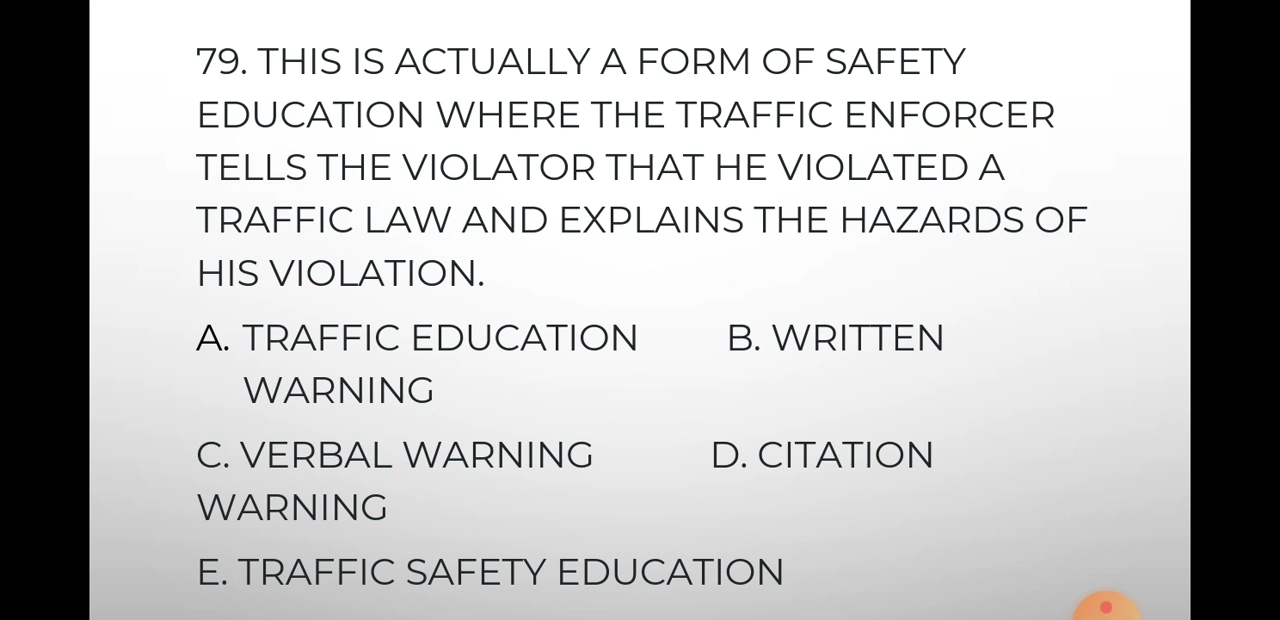 79. THIS IS ACTUALLY A FORM OF SAFETY
EDUCATION WHERE THE TRAFFIC ENFORCER
TELLS THE VIOLATOR THAT HE VIOLATED A
TRAFFIC LAW AND EXPLAINS THE HAZARDS OF
HIS VIOLATION.
A. TRAFFIC EDUCATION B. WRITTEN
WARNING
C. VERBAL WARNING D. CITATION
WARNING
E. TRAFFIC SAFETY EDUCATION